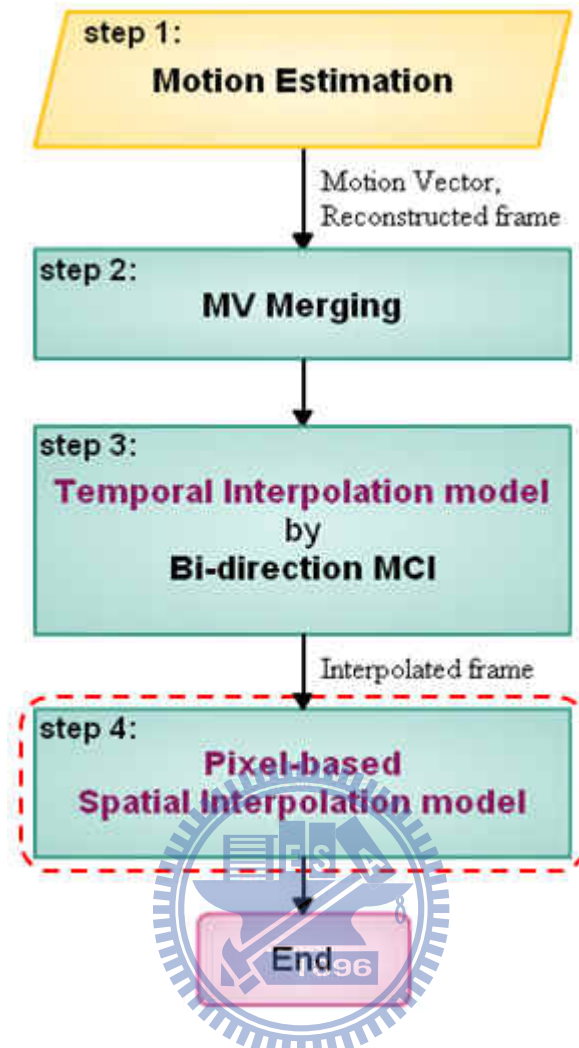 step 1:
Motion Estimation
Motion Vector,
Reconstructed frame
step 2:
MV Merging
step 3:
Temporal Interpolation model
by
Bi-direction MCI
Interpolated frame
step 4:
Pixel-based
Spatial Interpolation model
E S A
End
1896